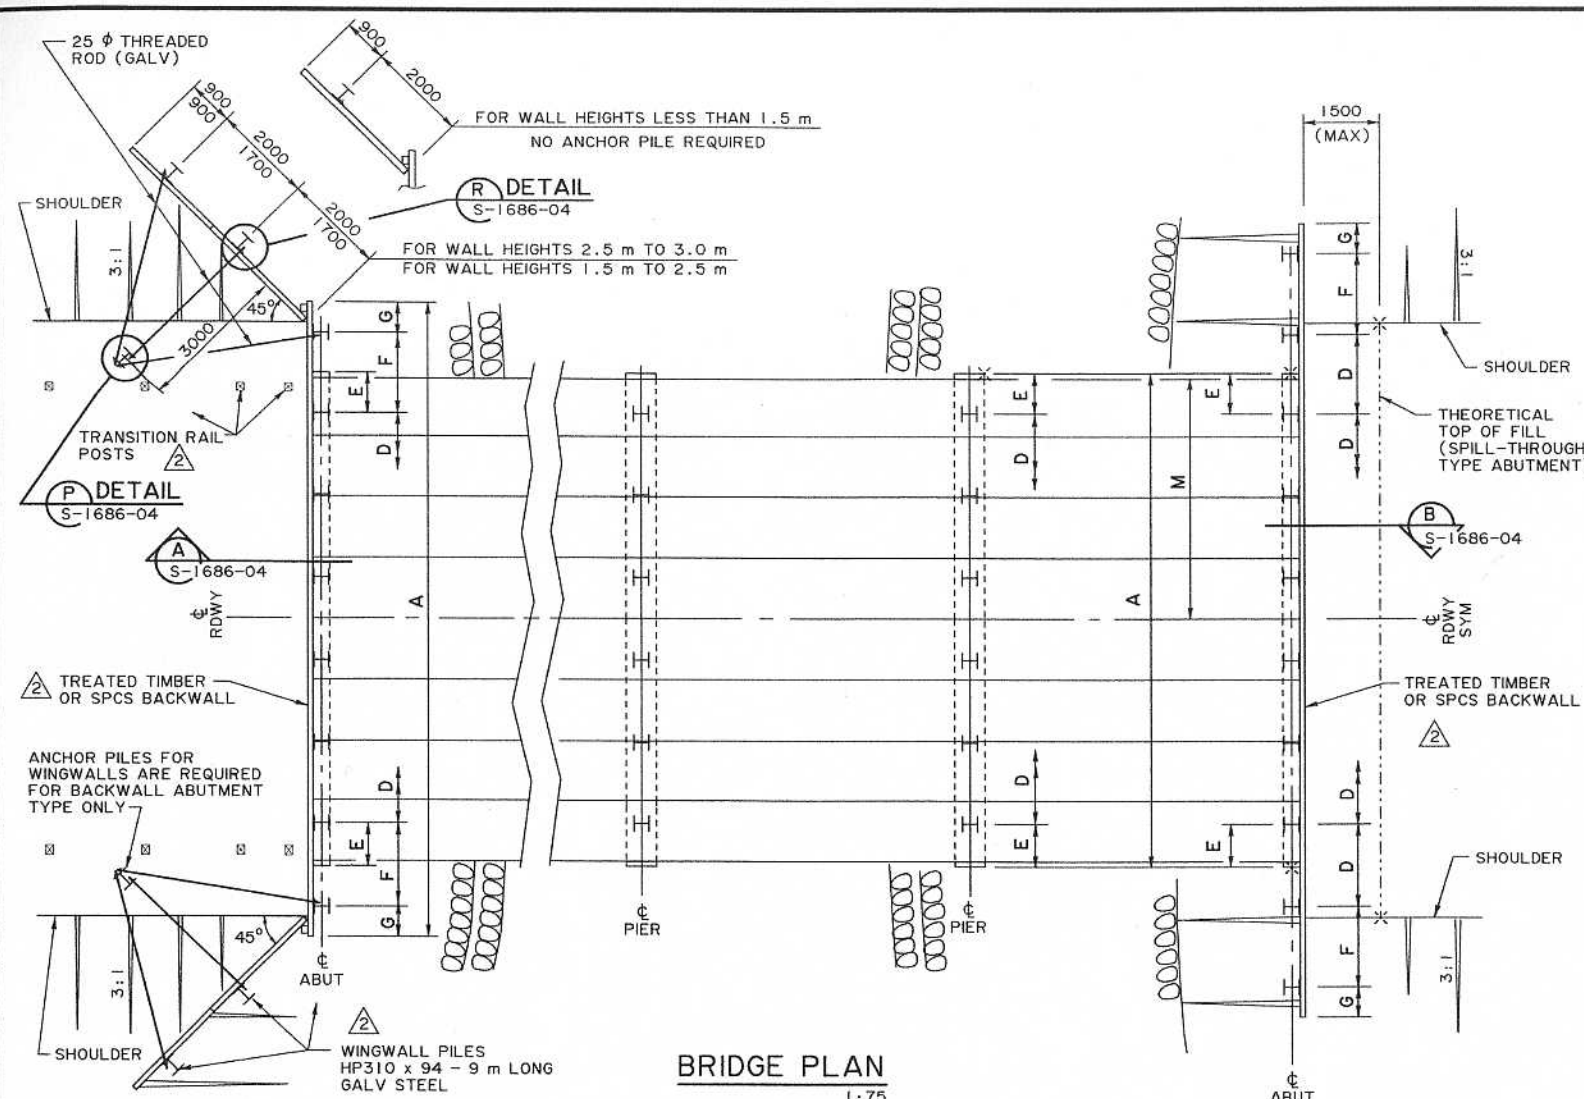 25 ϕ THREADED
ROD (GALV)
900
2000
FOR WALL HEIGHTS LESS THAN 1.5 m
NO ANCHOR PILE REQUIRED
900
900
2000
1700
2000
1700
R DETAIL
S-1686-04
FOR WALL HEIGHTS 2.5 m TO 3.0 m
FOR WALL HEIGHTS 1.5 m TO 2.5 m
1500
(MAX)
SHOULDER
3:1
45°
3000
TRANSITION RAIL
POSTS
2
P DETAIL
S-1686-04
A
S-1686-04
℄
RDWY
2
TREATED TIMBER
OR SPCS BACKWALL
ANCHOR PILES FOR
WINGWALLS ARE REQUIRED
FOR BACKWALL ABUTMENT
TYPE ONLY
45°
3:1
SHOULDER
℄
ABUT
2
WINGWALL PILES
HP310 x 94 - 9 m LONG
GALV STEEL
G
F
E
D
A
D
E
F
G
℄
PIER
E
D
D
E
A
M
℄
PIER
E
E
G
F
D
D
D
D
F
G
3:1
SHOULDER
THEORETICAL
TOP OF FILL
(SPILL-THROUGH
TYPE ABUTMENT
B
S-1686-04
℄
RDWY
SYM
TREATED TIMBER
OR SPCS BACKWALL
2
SHOULDER
3:1
℄
ABUT
BRIDGE PLAN
1:75